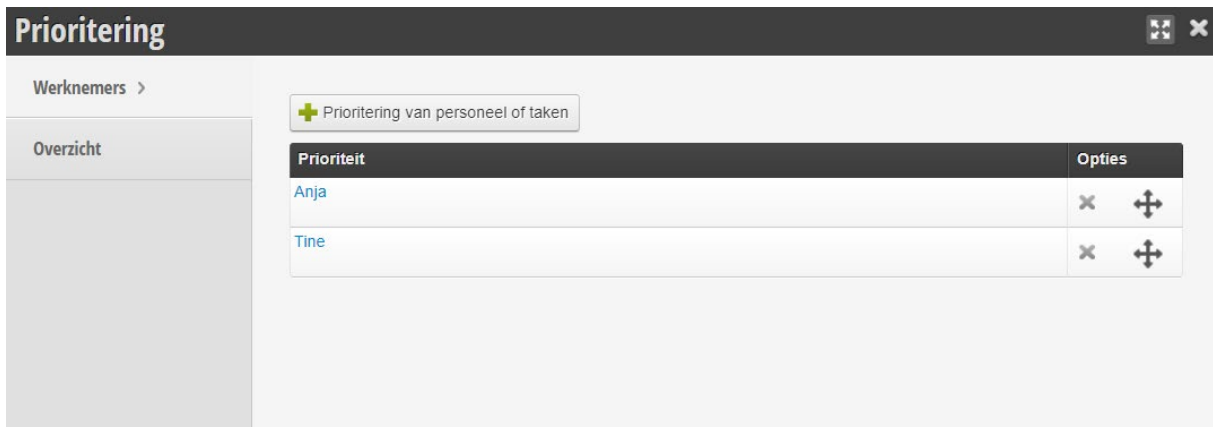 Prioritering
Werknemers >
Overzicht
Prioritering van personeel of taken
Prioriteit Opties
Anja
Tine